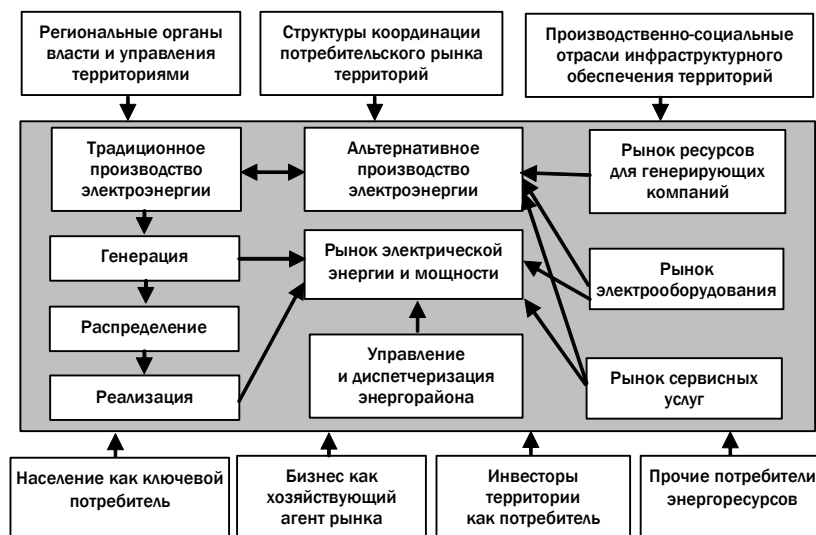 Региональные органы
власти и управления
территориями
Структуры координации
потребительского рынка
территорий
Производственно-социальные
отрасли инфраструктурного
обеспечения территорий
Традиционное
производство
электроэнергии
Альтернативное
производство
электроэнергии
Рынок ресурсов
для генерирующих
компаний
Генерация
Рынок электрической
энергии и мощности
Рынок
электрооборудования
Распределение
Управление
и диспетчеризация
энергорайона
Реализация
Рынок сервисных
услуг
Население как ключевой
потребитель
Бизнес как
хозяйствующий
агент рынка
Инвесторы
территории
как потребитель
Прочие потребители
энергоресурсов